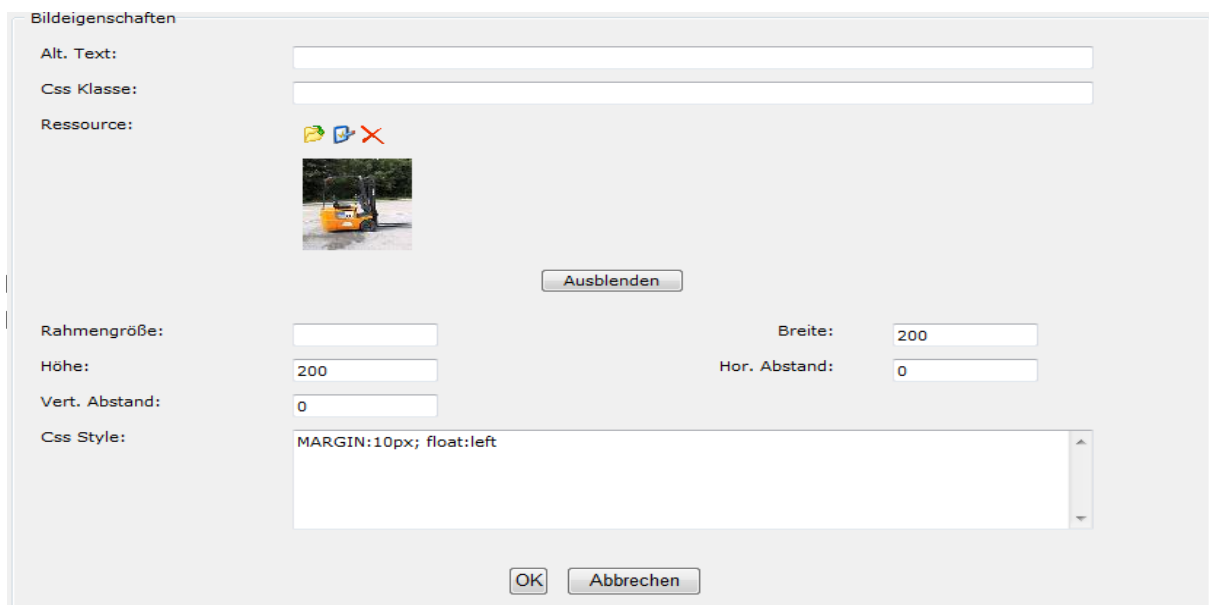 Bildeigenschaften
Alt. Text:
Css Klasse:
Ressource:
Ausblenden
Rahmengröße: Breite: 200
Höhe: 200 Hor. Abstand: 0
Vert. Abstand: 0
Css Style: MARGIN:10px; float:left
OK Abbrechen